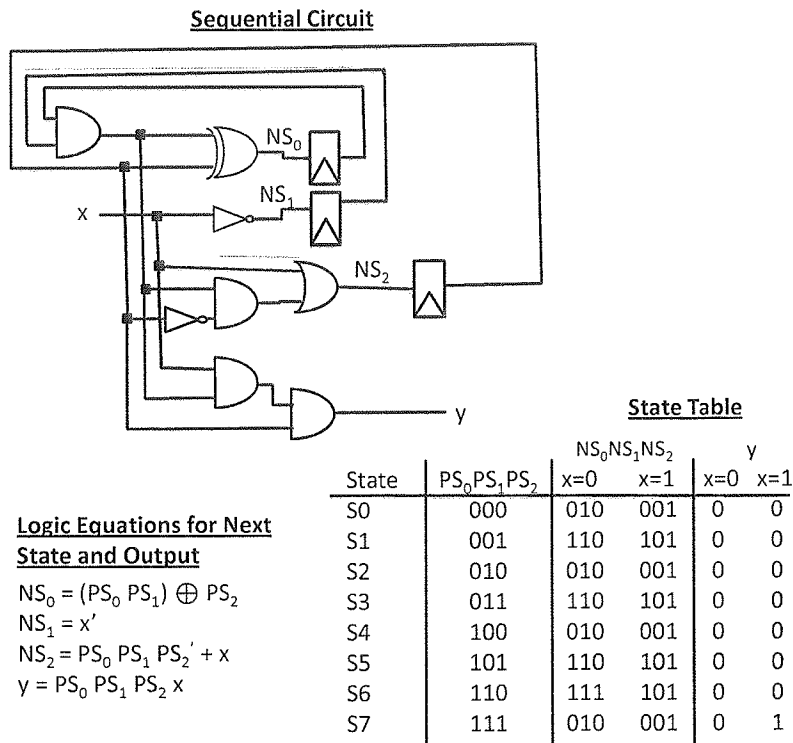 Sequential Circuit
NS₀
NS₁
x
NS₂
y
State Table
NS₀NS₁NS₂ y
State PS₀PS₁PS₂ x=0 x=1 x=0 x=1
S0 000 010 001 0 0
S1 001 110 101 0 0
S2 010 010 001 0 0
S3 011 110 101 0 0
S4 100 010 001 0 0
S5 101 110 101 0 0
S6 110 111 101 0 0
S7 111 010 001 0 1
Logic Equations for Next
State and Output
NS₀ = (PS₀ PS₁) ⊕ PS₂
NS₁ = x'
NS₂ = PS₀ PS₁ PS₂' + x
y = PS₀ PS₁ PS₂ x